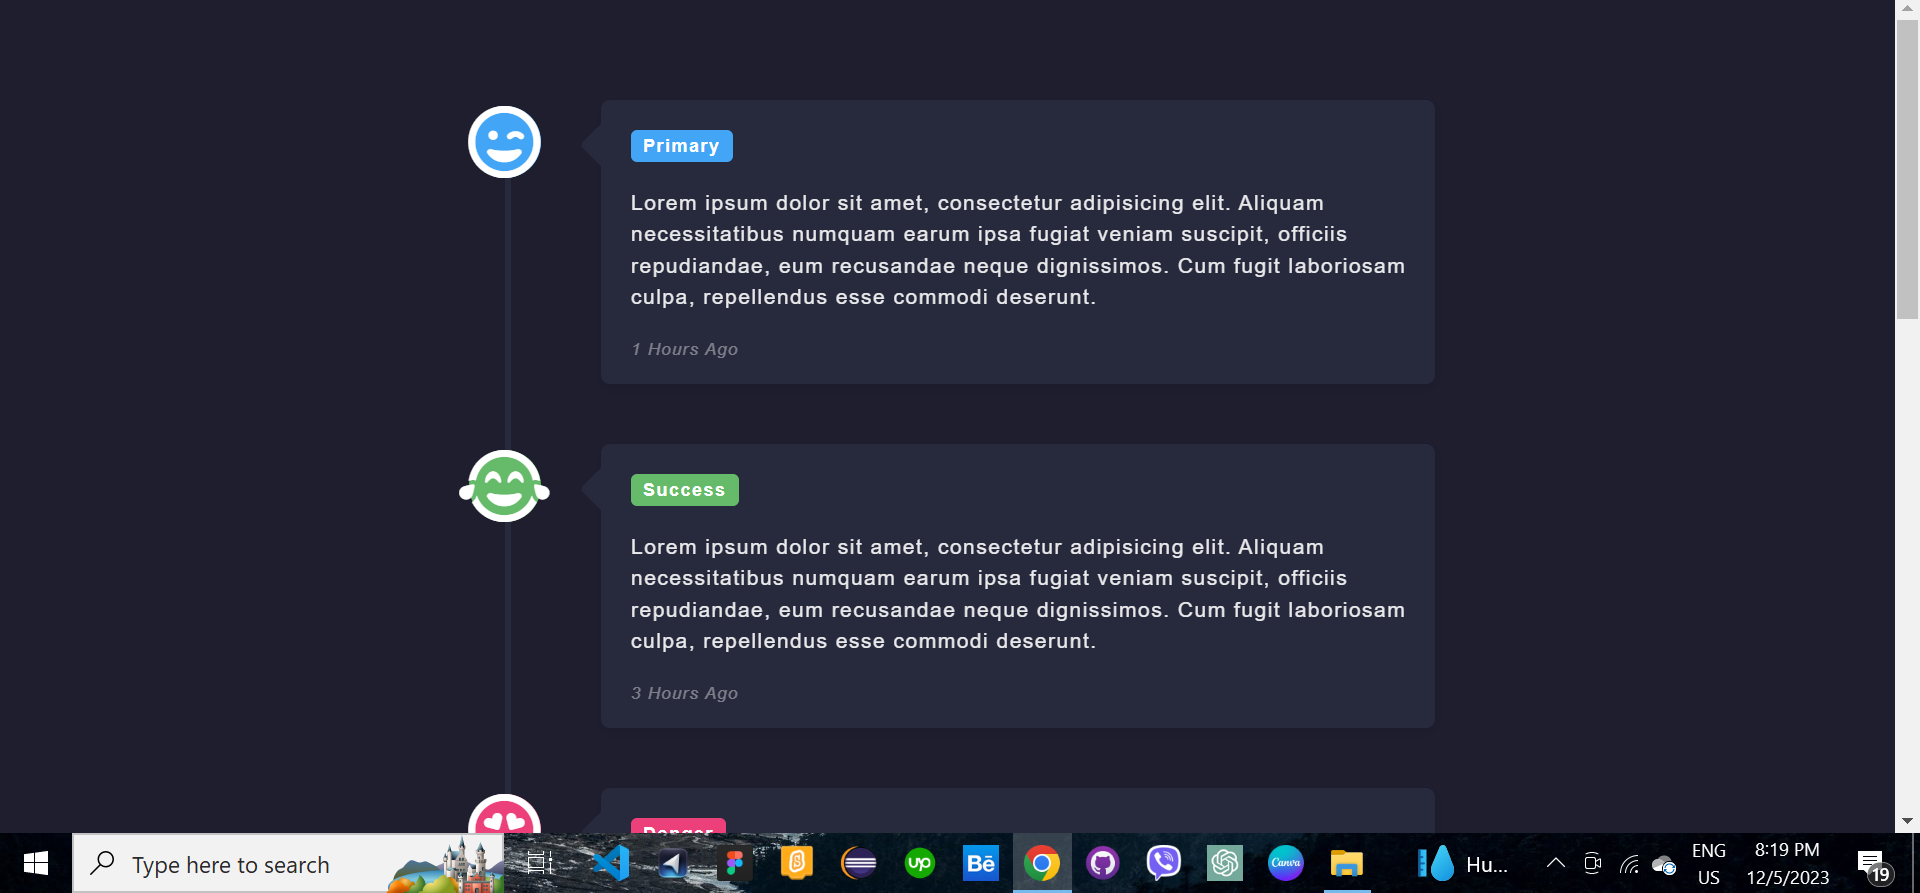 Primary
Lorem ipsum dolor sit amet, consectetur adipisicing elit. Aliquam
necessitatibus numquam earum ipsa fugiat veniam suscipit, officiis
repudiandae, eum recusandae neque dignissimos. Cum fugit laboriosam
culpa, repellendus esse commodi deserunt.
1 Hours Ago
Success
Lorem ipsum dolor sit amet, consectetur adipisicing elit. Aliquam
necessitatibus numquam earum ipsa fugiat veniam suscipit, officiis
repudiandae, eum recusandae neque dignissimos. Cum fugit laboriosam
culpa, repellendus esse commodi deserunt.
3 Hours Ago
Danger
Type here to search
up
Bē
Canva
Hu...
ENG
US
8:19 PM
12/5/2023
19